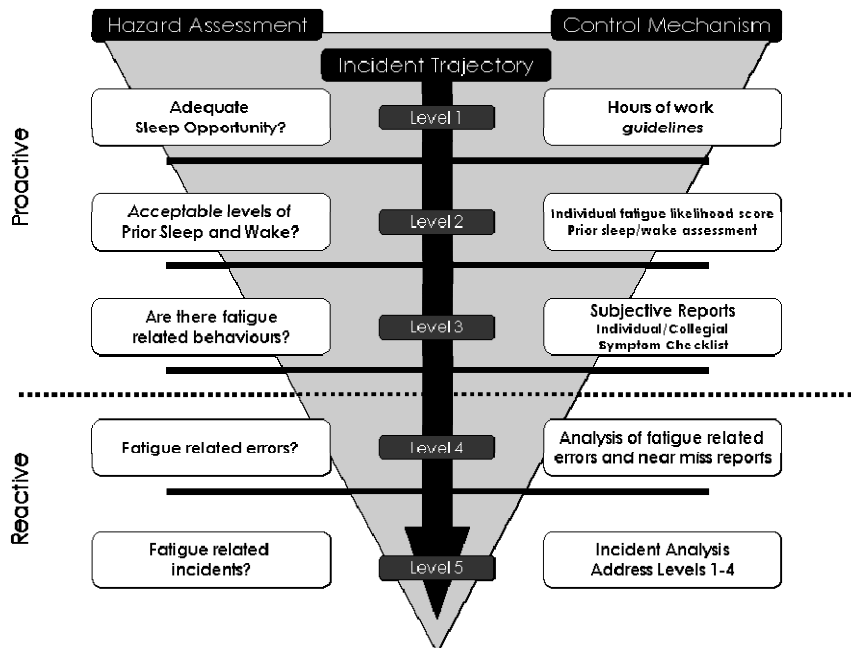 Hazard Assessment
Control Mechanism
Incident Trajectory
Proactive
Adequate
Sleep Opportunity?
Level 1
Hours of work
guidelines
Acceptable levels of
Prior Sleep and Wake?
Level 2
Individual fatigue likelihood score
Prior sleep/wake assessment
Are there fatigue
related behaviours?
Level 3
Subjective Reports
Individual/Collegial
Symptom Checklist
Reactive
Fatigue related errors?
Level 4
Analysis of fatigue related
errors and near miss reports
Fatigue related
incidents?
Level 5
Incident Analysis
Address Levels 1-4